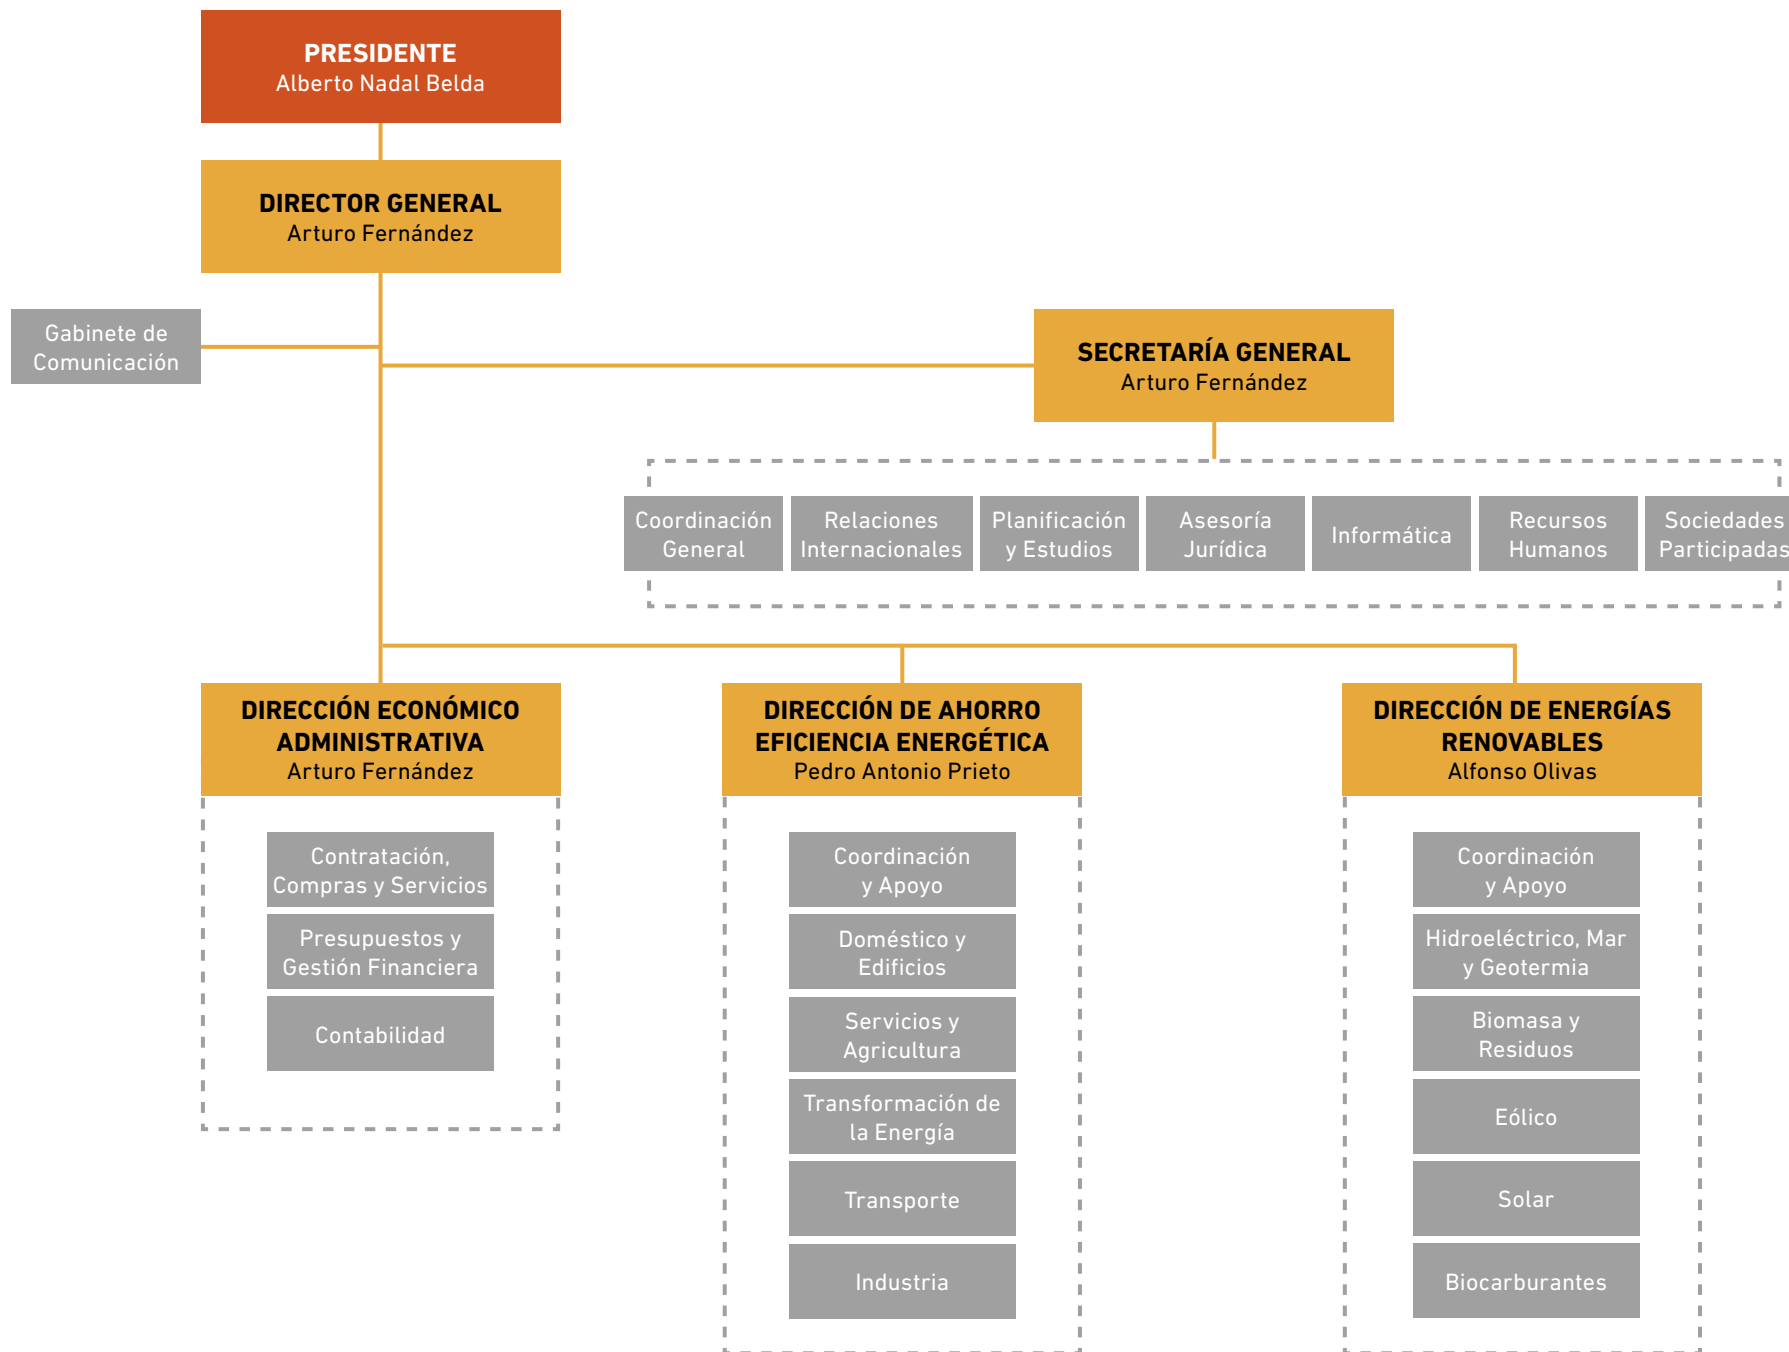 PRESIDENTE
Alberto Nadal Belda
DIRECTOR GENERAL
Arturo Fernández
Gabinete de
Comunicación
SECRETARÍA GENERAL
Arturo Fernández
Coordinación
General
Relaciones
Internacionales
Planificación
y Estudios
Asesoría
Jurídica
Informática
Recursos
Humanos
Sociedades
Participadas
DIRECCIÓN ECONÓMICO
ADMINISTRATIVA
Arturo Fernández
Contratación,
Compras y Servicios
Presupuestos y
Gestión Financiera
Contabilidad
DIRECCIÓN DE AHORRO
EFICIENCIA ENERGÉTICA
Pedro Antonio Prieto
Coordinación
y Apoyo
Doméstico y
Edificios
Servicios y
Agricultura
Transformación de
la Energía
Transporte
Industria
DIRECCIÓN DE ENERGÍAS
RENOVABLES
Alfonso Olivas
Coordinación
y Apoyo
Hidroeléctrico, Mar
y Geotermia
Biomasa y
Residuos
Eólico
Solar
Biocarburantes